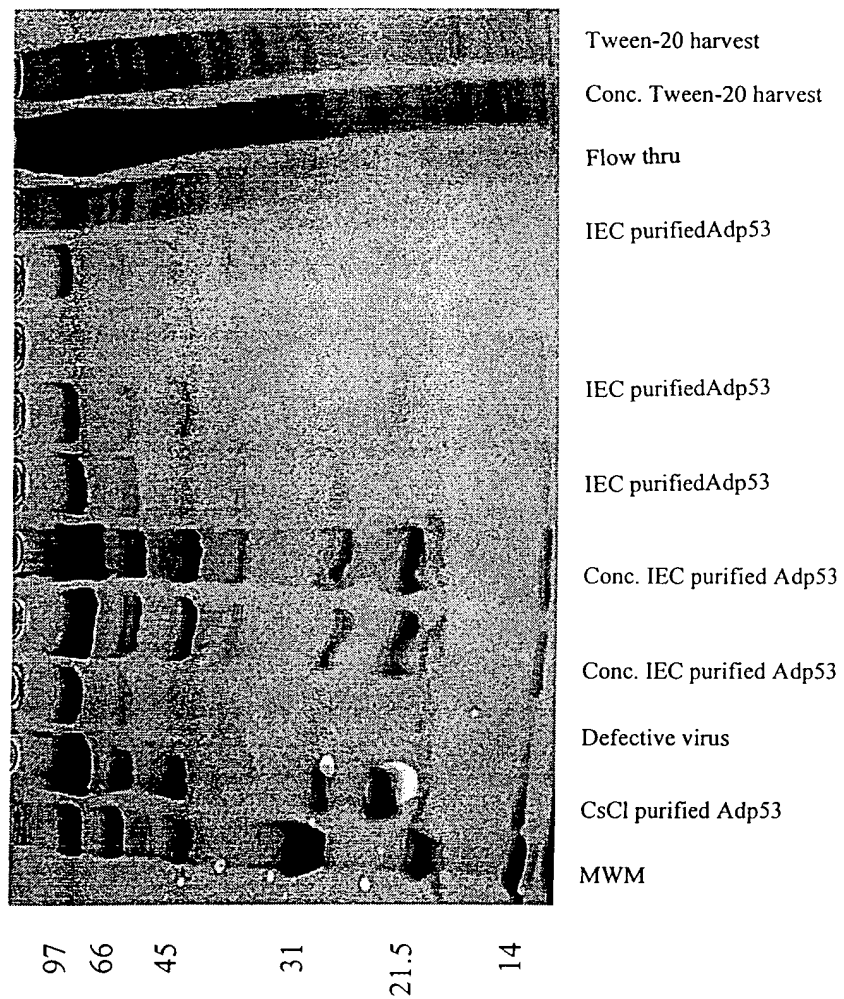 Tween-20 harvest
Conc. Tween-20 harvest
Flow thru
IEC purifiedAdp53
IEC purifiedAdp53
IEC purifiedAdp53
Conc. IEC purified Adp53
Conc. IEC purified Adp53
Defective virus
CsCl purified Adp53
MWM
97
66
45
31
21.5
14